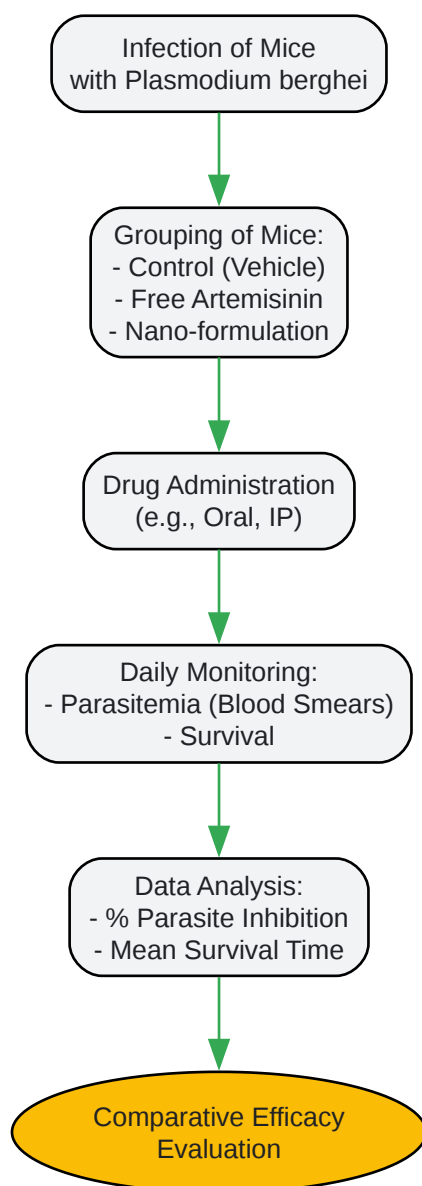 Infection of Mice
with Plasmodium berghei
Grouping of Mice:
- Control (Vehicle)
- Free Artemisinin
- Nano-formulation
Drug Administration
(e.g., Oral, IP)
Daily Monitoring:
- Parasitemia (Blood Smears)
- Survival
Data Analysis:
- % Parasite Inhibition
- Mean Survival Time
Comparative Efficacy
Evaluation